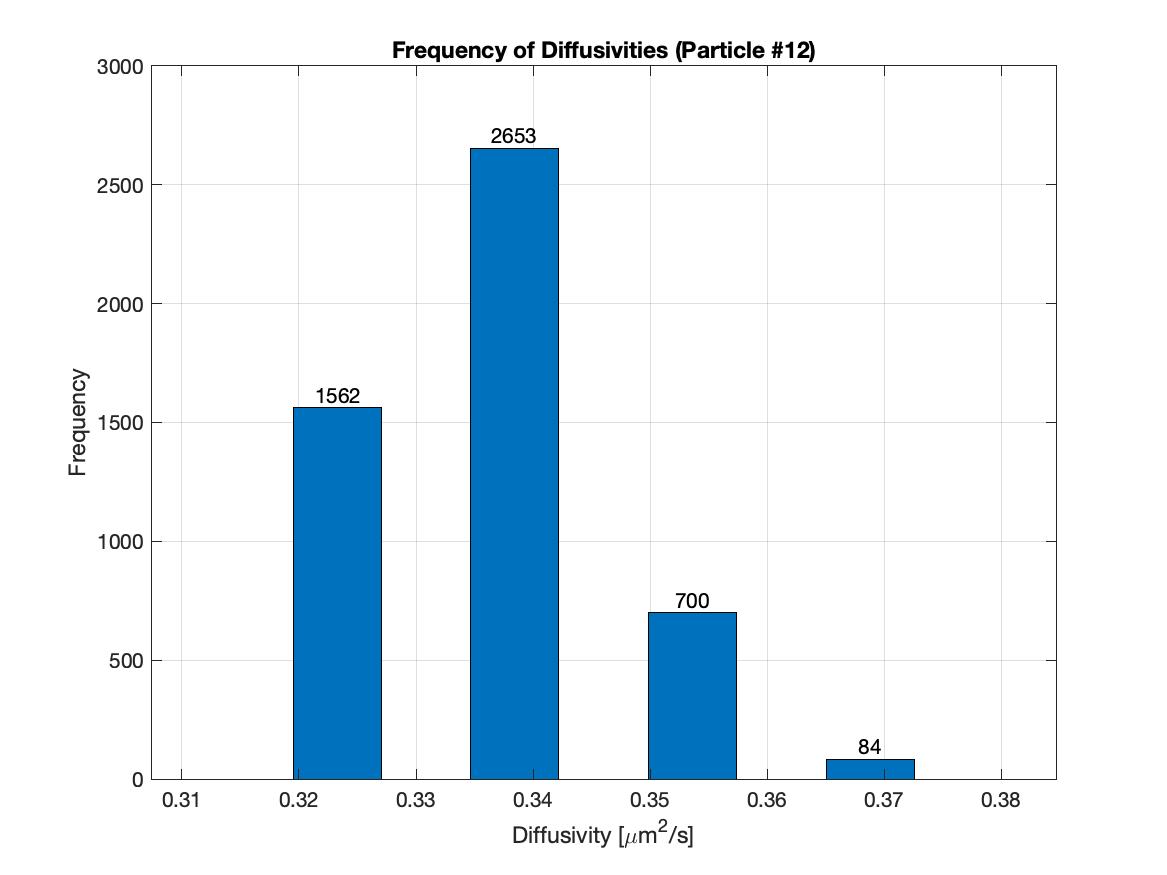 Frequency of Diffusivities (Particle #12)
3000
2500
2000
1500
1000
500
0
Frequency
1562
2653
700
84
0.31 0.32 0.33 0.34 0.35 0.36 0.37 0.38
Diffusivity [μm²/s]